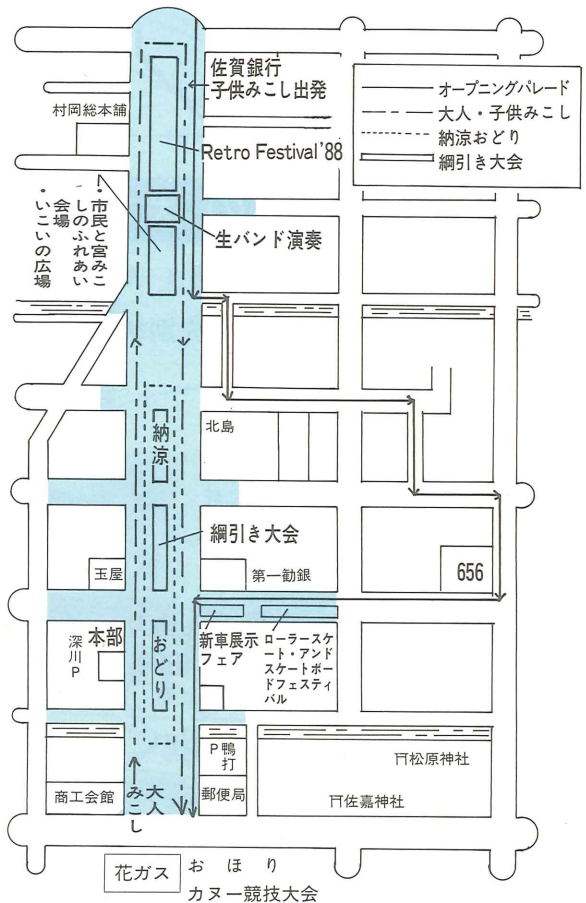 佐賀銀行
子供みこし出発
村岡総本舗
Retro Festival'88
オープニングパレード
大人・子供みこし
納涼おどり
綱引き大会
・市民と宮みこ
しのふれあい
会場
・いこいの広場
生バンド演奏
納涼
北島
綱引き大会
玉屋
第一勧銀
656
本部
深川P
おどり
新車展示
フェア
ローラースケ
ート・アンド
スケートボー
ドフェスティ
バル
P鴨
打
松原神社
商工会館
大人
みこし
郵便局
佐嘉神社
花ガス
おほり
カヌー競技大会